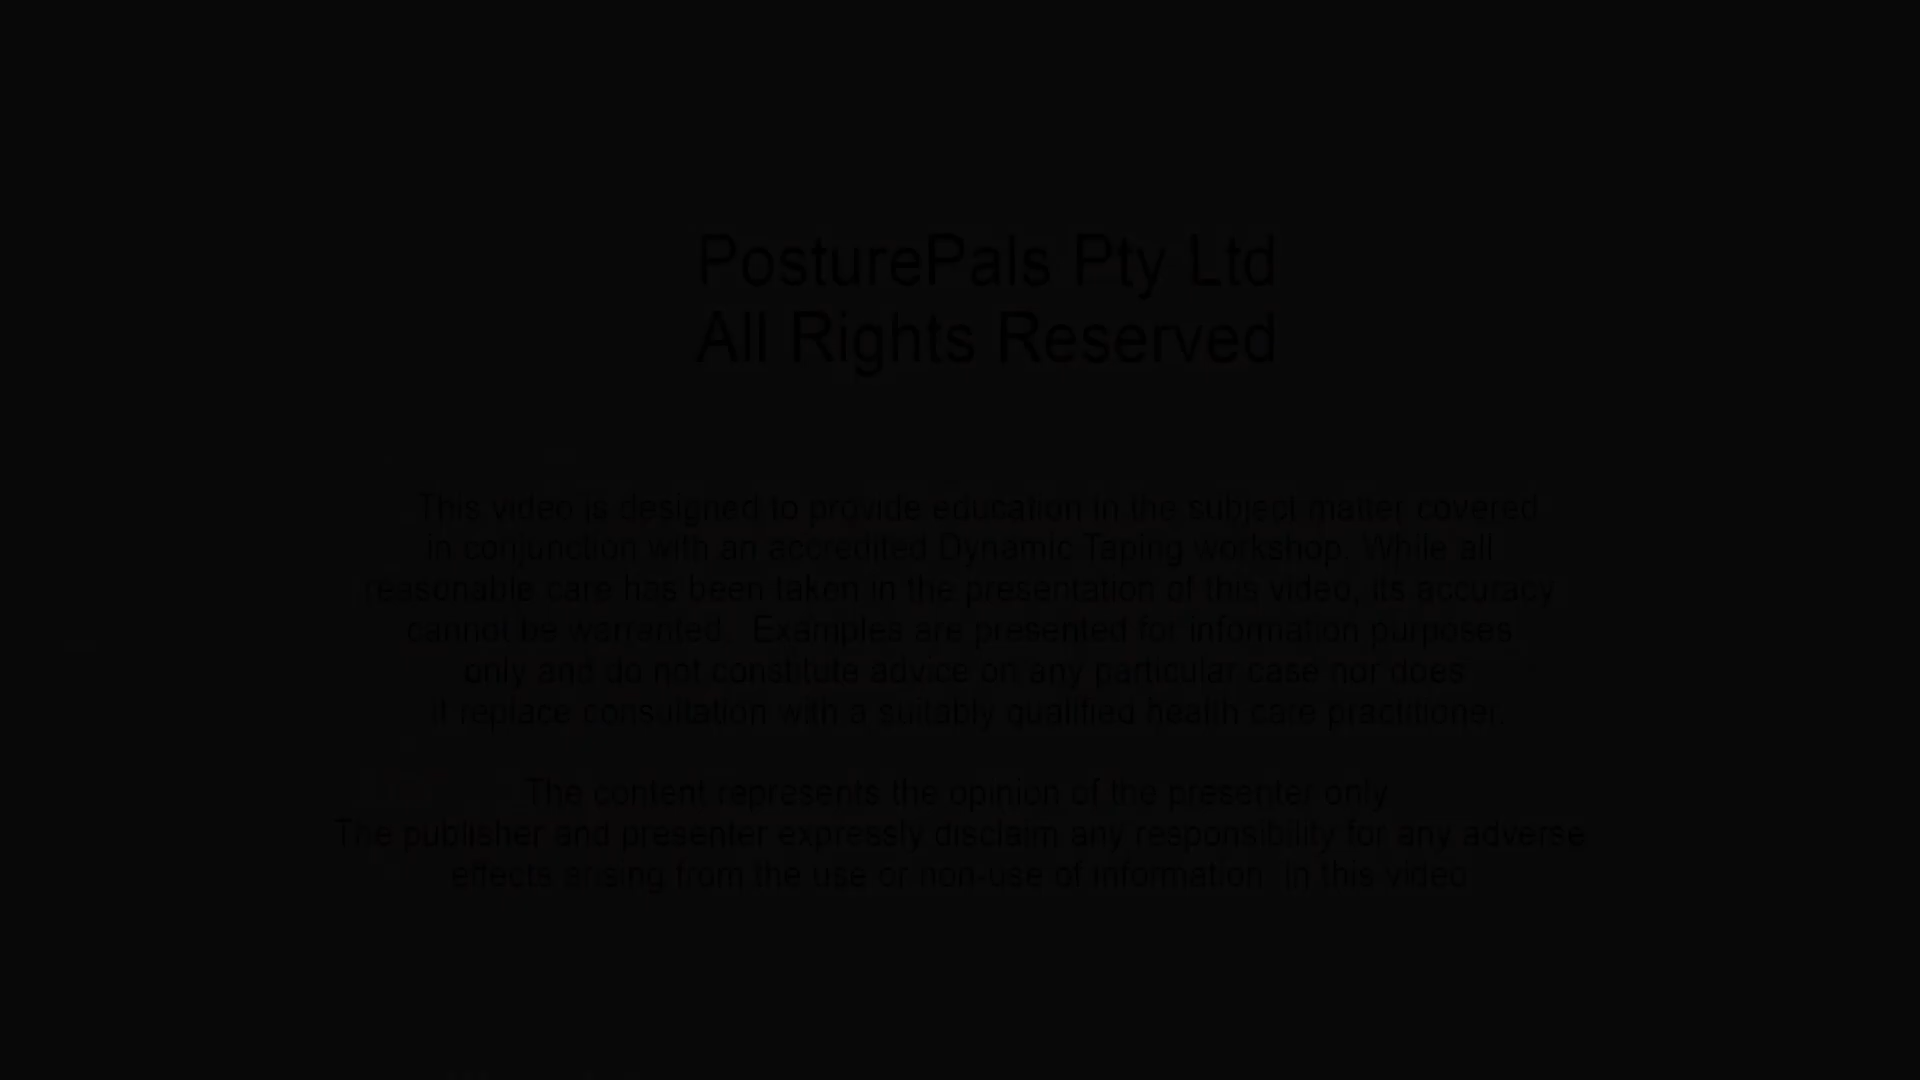 PosturePals Pty Ltd
All Rights Reserved
This video is designed to provide education in the subject matter covered
in conjunction with an accredited Dynamic Taping workshop. While all
reasonable care has been taken in the presentation of this video, its accuracy
cannot be warranted. Examples are presented for information purposes
only and do not constitute advice on any particular case nor does
it replace consultation with a suitably qualified health care practitioner.
The content represents the opinion of the presenter only
The publisher and presenter expressly disclaim any responsibility for any adverse
effects arising from the use or non-use of information in this video